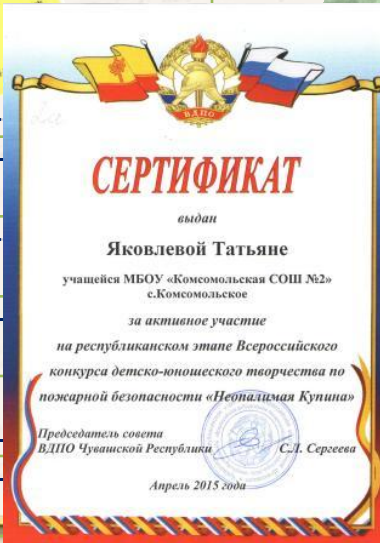 ВДПО
2а
СЕРТИФИКАТ
выдан
Яковлевой Татьяне
учащейся МБОУ «Комсомольская СОШ №2»
с.Комсомольское
за активное участие
на республиканском этапе Всероссийского
конкурса детско-юношеского творчества по
пожарной безопасности «Неопалимая Купина»
Председатель совета
ВДПО Чувашской Республики С.Л. Сергеева
Апрель 2015 года